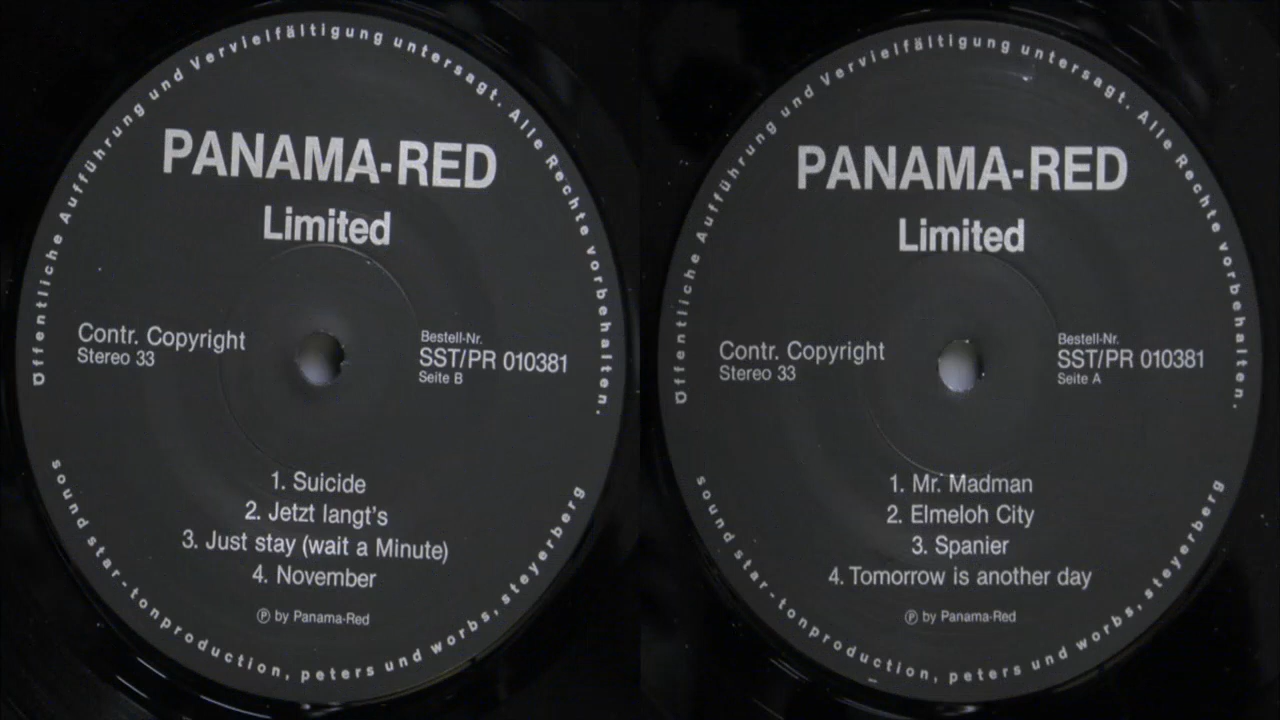 Öffentliche Aufführung und Vervielfältigung untersagt. Alle Rechte vorbehalten.
PANAMA-RED
Limited
Contr. Copyright
Stereo 33
Bestell-Nr.
SST/PR 010381
Seite B
1. Suicide
2. Jetzt langt's
3. Just stay (wait a Minute)
4. November
Ⓟ by Panama-Red
sound star-tonproduction, peters und worbs, steyerberg
Öffentliche Aufführung und Vervielfältigung untersagt. Alle Rechte vorbehalten.
PANAMA-RED
Limited
Contr. Copyright
Stereo 33
Bestell-Nr.
SST/PR 010381
Seite A
1. Mr. Madman
2. Elmeloh City
3. Spanier
4. Tomorrow is another day
Ⓟ by Panama-Red
sound star-tonproduction, peters und worbs, steyerberg